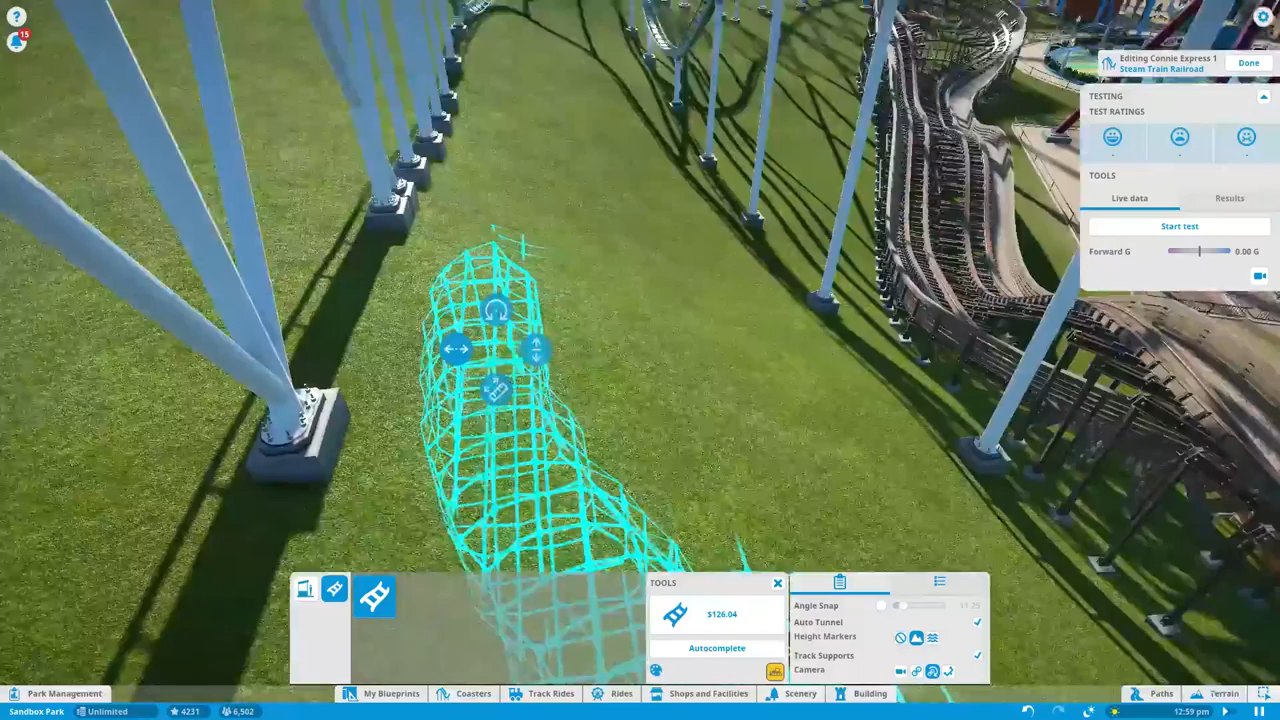 ?
15
Editing Connie Express 1
Steam Train Railroad
Done
TESTING
TEST RATINGS
- - -
TOOLS
Live data Results
Start test
Forward G 0.00 G
TOOLS
$126.04
Autocomplete
Angle Snap 11.25
Auto Tunnel
Height Markers
Track Supports
Camera
Park Management My Blueprints Coasters Track Rides Rides Shops and Facilities Scenery Building Paths Terrain
Sandbox Park Unlimited 4231 6,502 12:59 pm